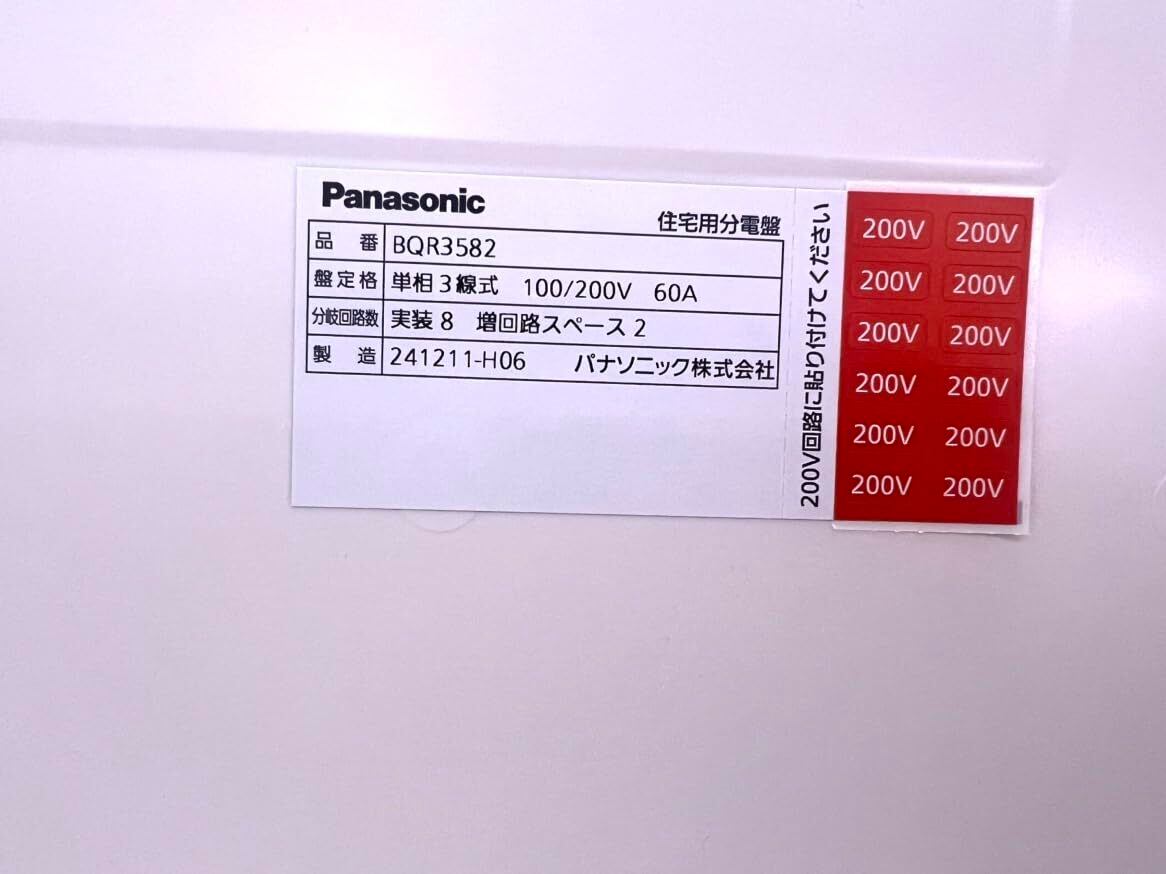 Panasonic
住宅用分電盤
品番 BQR3582
盤定格 単相3線式 100/200V 60A
分岐回路数 実装8 増回路スペース2
製造 241211-H06 パナソニック株式会社
200V回路に貼り付けてください
200V 200V
200V 200V
200V 200V
200V 200V
200V 200V
200V 200V